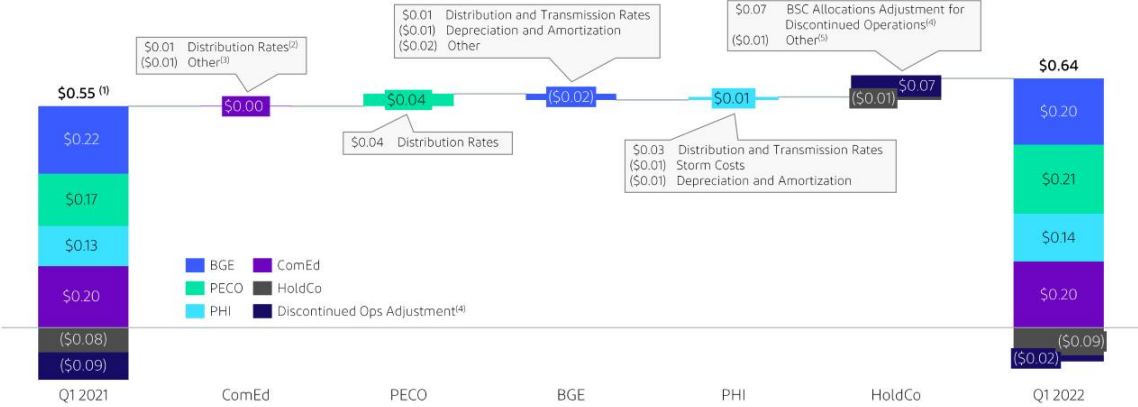 $0.01 Distribution and Transmission Rates
($0.01) Depreciation and Amortization
($0.02) Other
$0.07 BSC Allocations Adjustment for
Discontinued Operations(4)
($0.01) Other(5)
$0.01 Distribution Rates(2)
($0.01) Other(3)
$0.55 (1)
$0.64
$0.00
$0.04
($0.02)
$0.01
($0.01)
$0.07
$0.04 Distribution Rates
$0.03 Distribution and Transmission Rates
($0.01) Storm Costs
($0.01) Depreciation and Amortization
$0.22
$0.17
$0.13
$0.20
($0.08)
($0.09)
BGE
ComEd
PECO
HoldCo
PHI
Discontinued Ops Adjustment(4)
$0.20
$0.21
$0.14
$0.20
($0.09)
($0.02)
Q1 2021
ComEd
PECO
BGE
PHI
HoldCo
Q1 2022